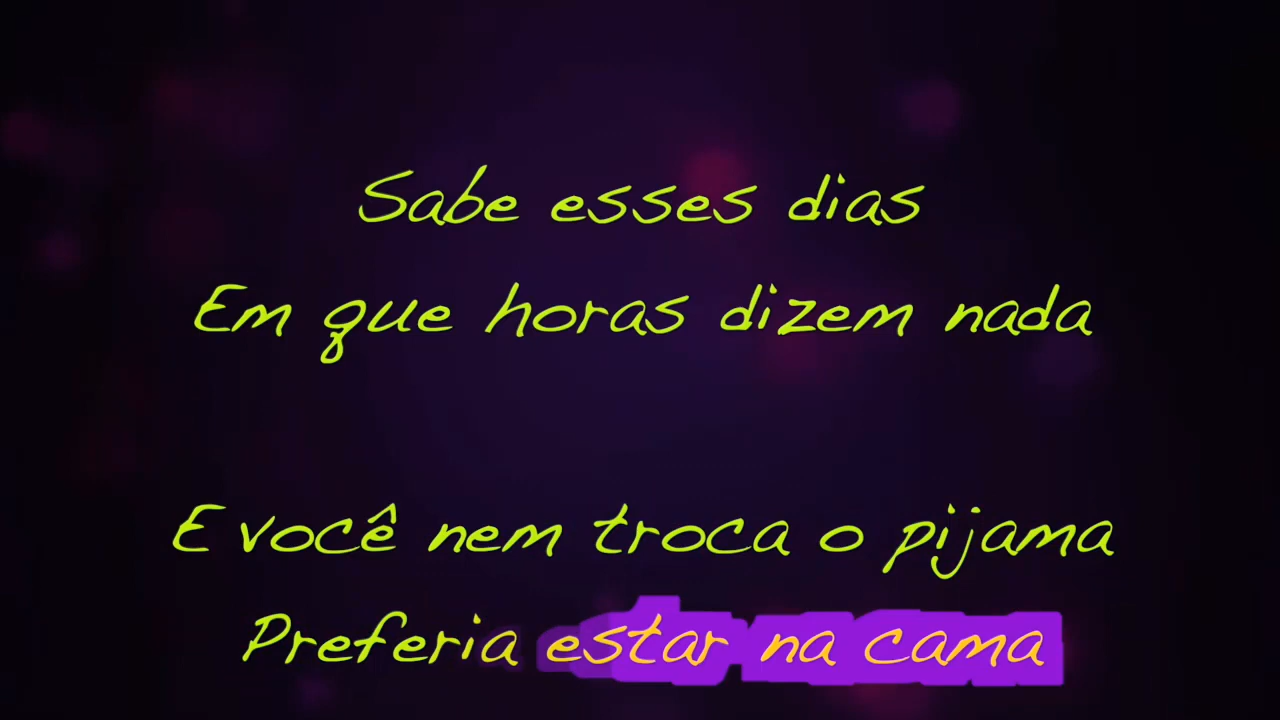 Sabe esses dias
Em que horas dizem nada
E você nem troca o pijama
Preferia estar na cama